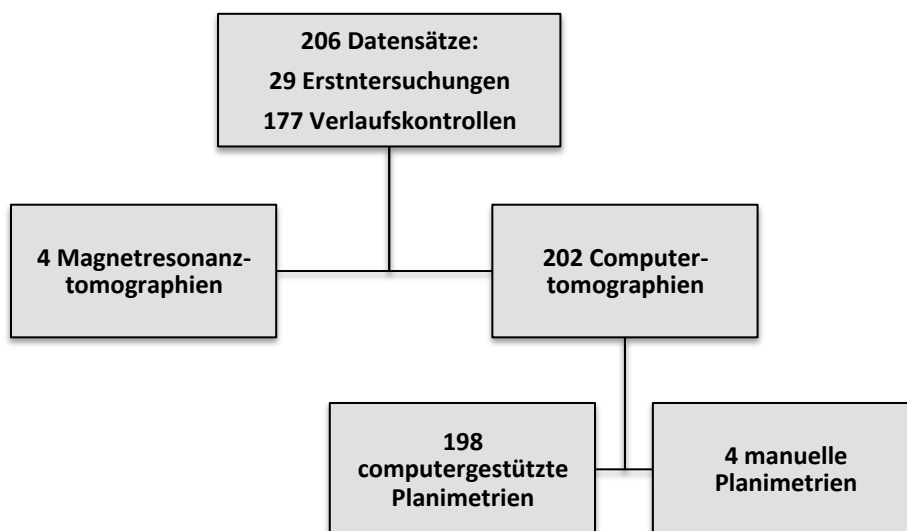 206 Datensätze:
29 Erstntersuchungen
177 Verlaufskontrollen
4 Magnetresonanz-
tomographien
202 Computer-
tomographien
198
computergestützte
Planimetrien
4 manuelle
Planimetrien